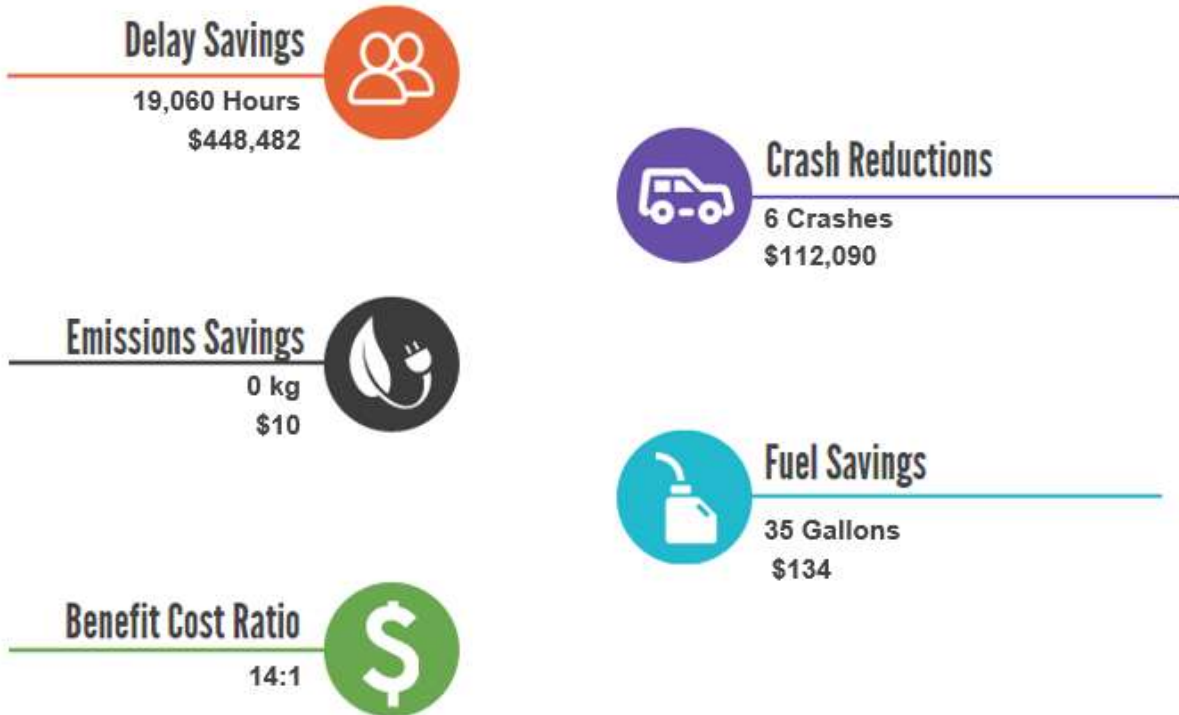 Delay Savings
19,060 Hours
$448,482
Crash Reductions
6 Crashes
$112,090
Emissions Savings
0 kg
$10
Fuel Savings
35 Gallons
$134
Benefit Cost Ratio
14:1
$